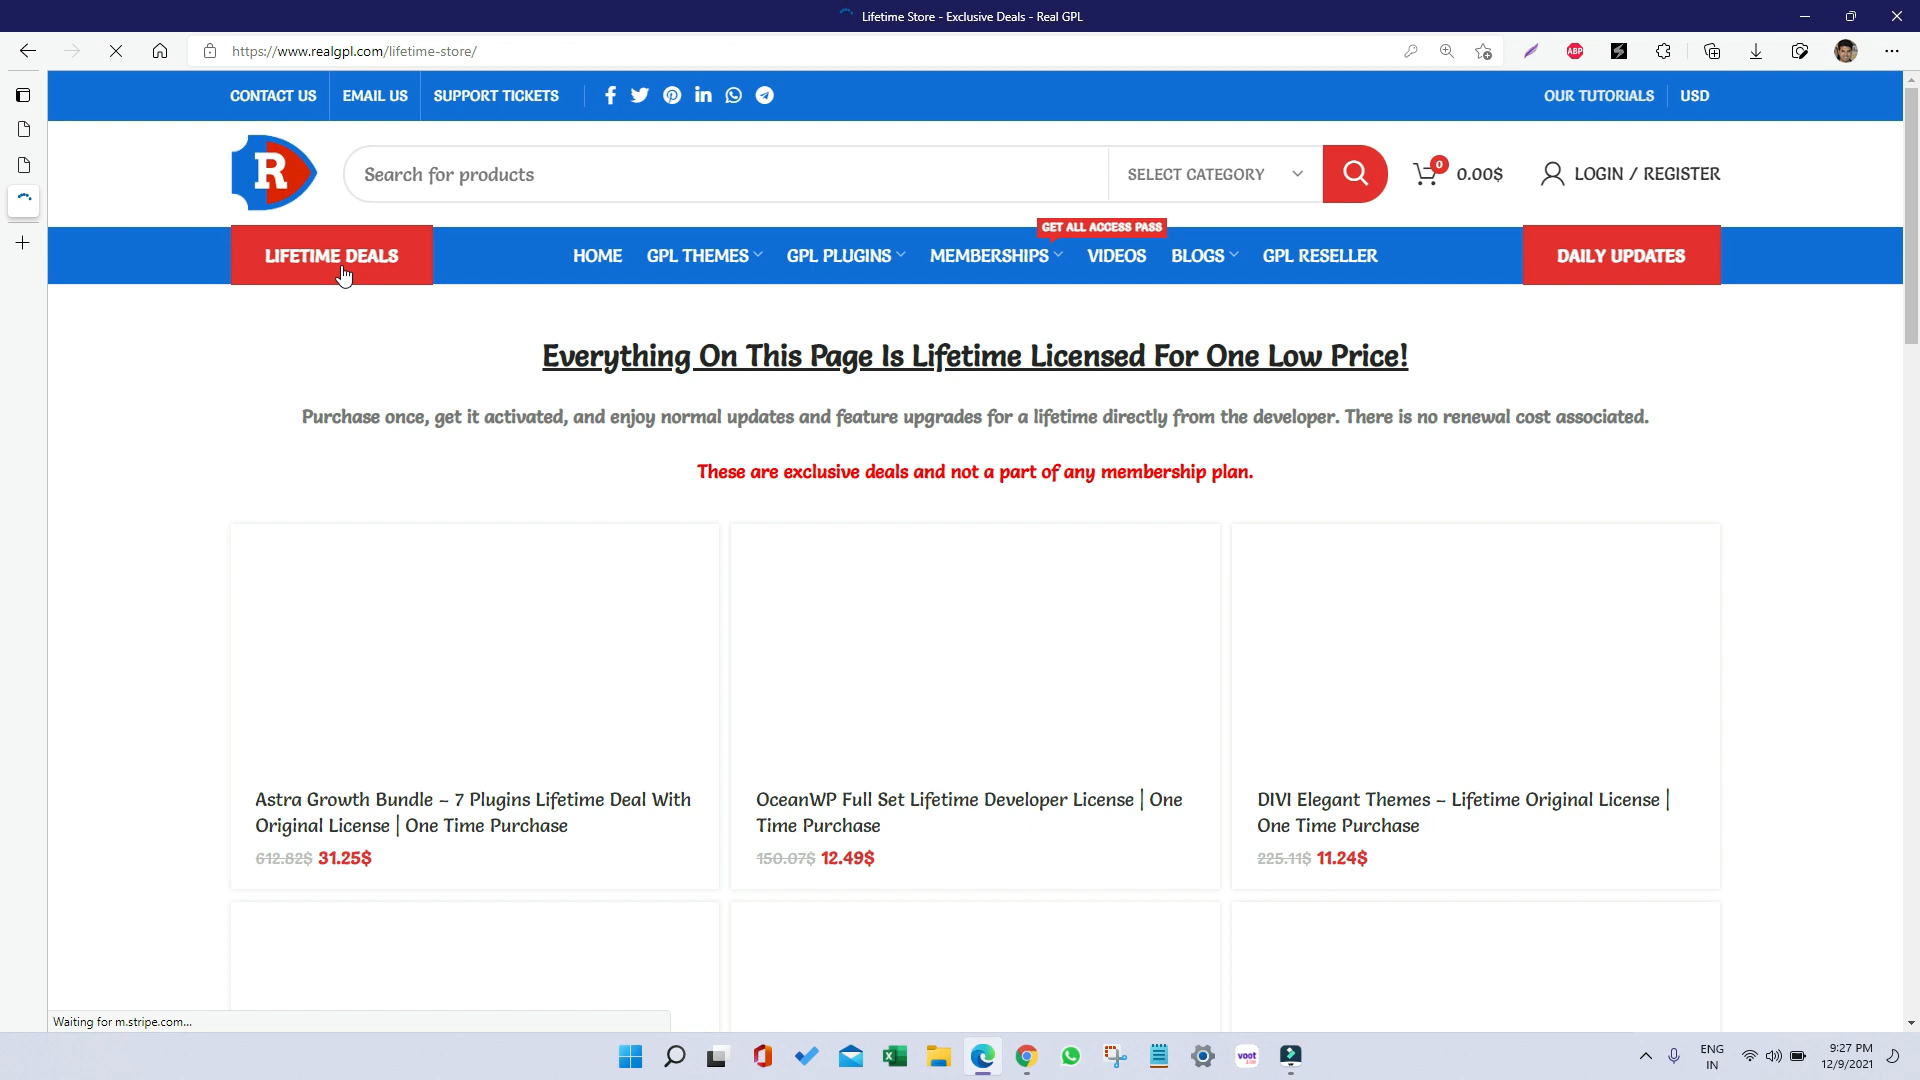 Lifetime Store - Exclusive Deals - Real GPL
https://www.realgpl.com/lifetime-store/
ABP
CONTACT US
EMAIL US
SUPPORT TICKETS
OUR TUTORIALS
USD
R
Search for products
SELECT CATEGORY
0
0.00$
LOGIN / REGISTER
GET ALL ACCESS PASS
LIFETIME DEALS
HOME
GPL THEMES
GPL PLUGINS
MEMBERSHIPS
VIDEOS
BLOGS
GPL RESELLER
DAILY UPDATES
Everything On This Page Is Lifetime Licensed For One Low Price!
Purchase once, get it activated, and enjoy normal updates and feature upgrades for a lifetime directly from the developer. There is no renewal cost associated.
These are exclusive deals and not a part of any membership plan.
Astra Growth Bundle – 7 Plugins Lifetime Deal With
Original License | One Time Purchase
612.82$ 31.25$
OceanWP Full Set Lifetime Developer License | One
Time Purchase
150.07$ 12.49$
DIVI Elegant Themes – Lifetime Original License |
One Time Purchase
225.11$ 11.24$
Waiting for m.stripe.com...
voot
ENG
IN
9:27 PM
12/9/2021